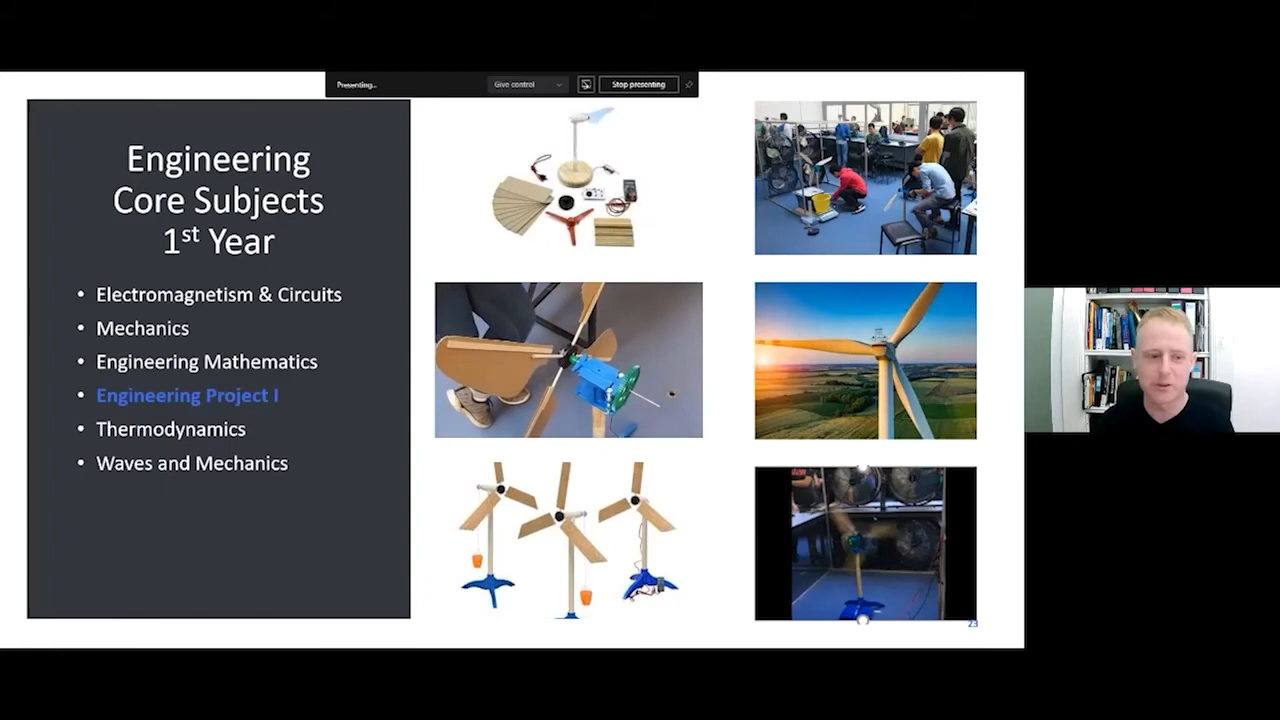 Presenting...
Give control
Stop presenting
Engineering
Core Subjects
1st Year
• Electromagnetism & Circuits
• Mechanics
• Engineering Mathematics
• Engineering Project I
• Thermodynamics
• Waves and Mechanics
23